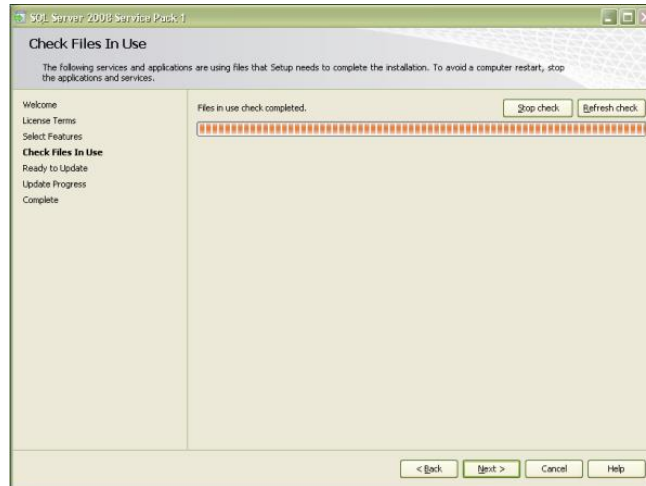 SQL Server 2008 Service Pack 1
Check Files In Use
The following services and applications are using files that Setup needs to complete the installation. To avoid a computer restart, stop
the applications and services.
Welcome
License Terms
Select Features
Check Files In Use
Ready to Update
Update Progress
Complete
Files in use check completed.
Stop check
Refresh check
< Back
Next >
Cancel
Help